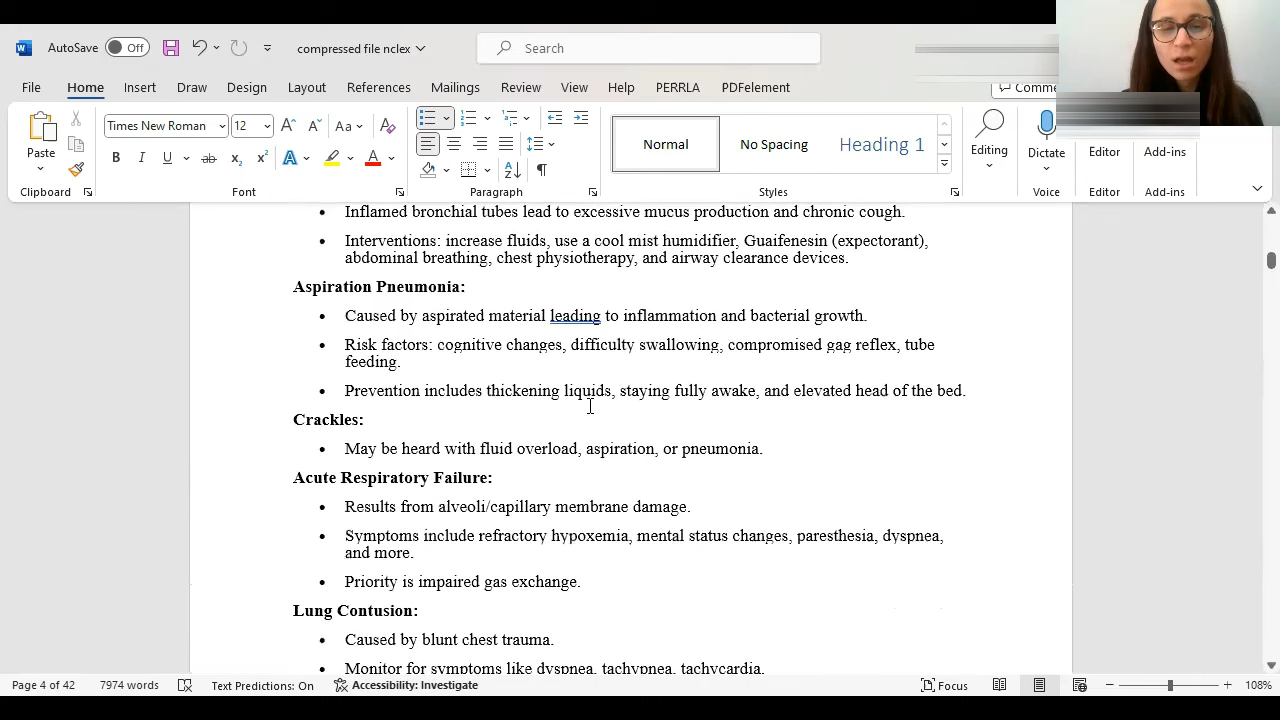 AutoSave Off compressed file nclex Search
File Home Insert Draw Design Layout References Mailings Review View Help PERRLA PDFelement Comme
Times New Roman 12 Aa
Paste Normal No Spacing Heading 1 Editing Dictate Editor Add-ins
Clipboard Font Paragraph Styles Voice Editor Add-ins
• Inflamed bronchial tubes lead to excessive mucus production and chronic cough.
• Interventions: increase fluids, use a cool mist humidifier, Guaifenesin (expectorant),
abdominal breathing, chest physiotherapy, and airway clearance devices.
Aspiration Pneumonia:
• Caused by aspirated material leading to inflammation and bacterial growth.
• Risk factors: cognitive changes, difficulty swallowing, compromised gag reflex, tube
feeding.
• Prevention includes thickening liquids, staying fully awake, and elevated head of the bed.
Crackles:
• May be heard with fluid overload, aspiration, or pneumonia.
Acute Respiratory Failure:
• Results from alveoli/capillary membrane damage.
• Symptoms include refractory hypoxemia, mental status changes, paresthesia, dyspnea,
and more.
• Priority is impaired gas exchange.
Lung Contusion:
• Caused by blunt chest trauma.
• Monitor for symptoms like dyspnea, tachypnea, tachycardia.
Page 4 of 42 7974 words Text Predictions: On Accessibility: Investigate Focus 108%